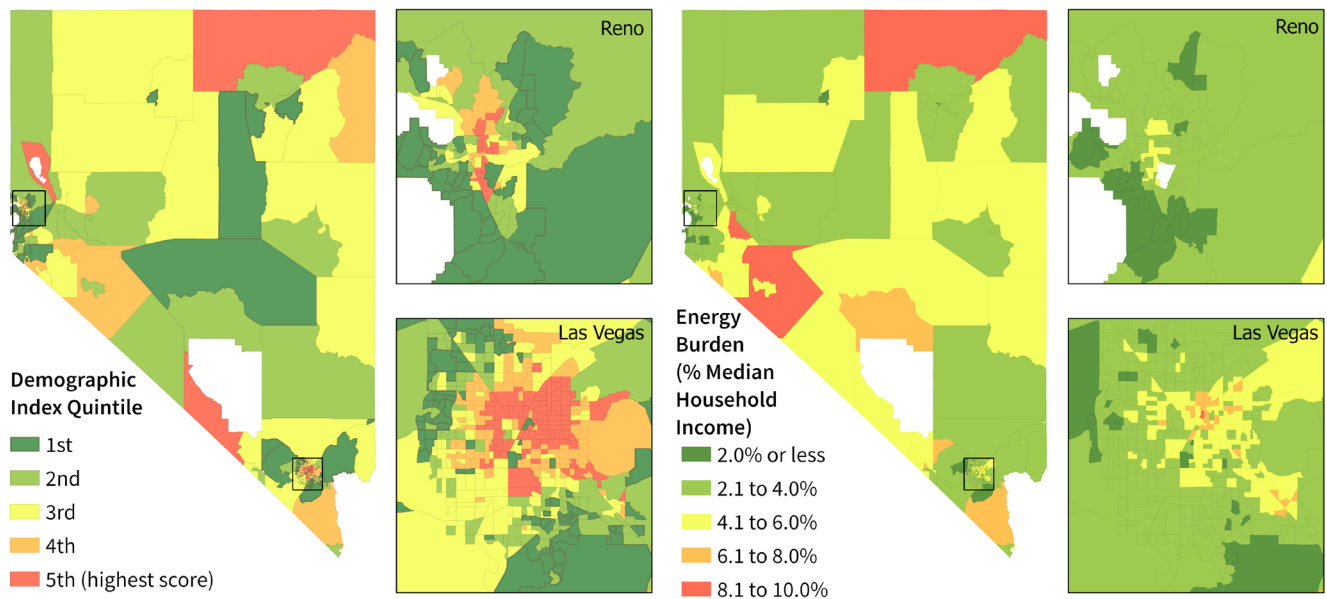 Reno
Las Vegas
Demographic
Index Quintile
1st
2nd
3rd
4th
5th (highest score)
Reno
Las Vegas
Energy
Burden
(% Median
Household
Income)
2.0% or less
2.1 to 4.0%
4.1 to 6.0%
6.1 to 8.0%
8.1 to 10.0%